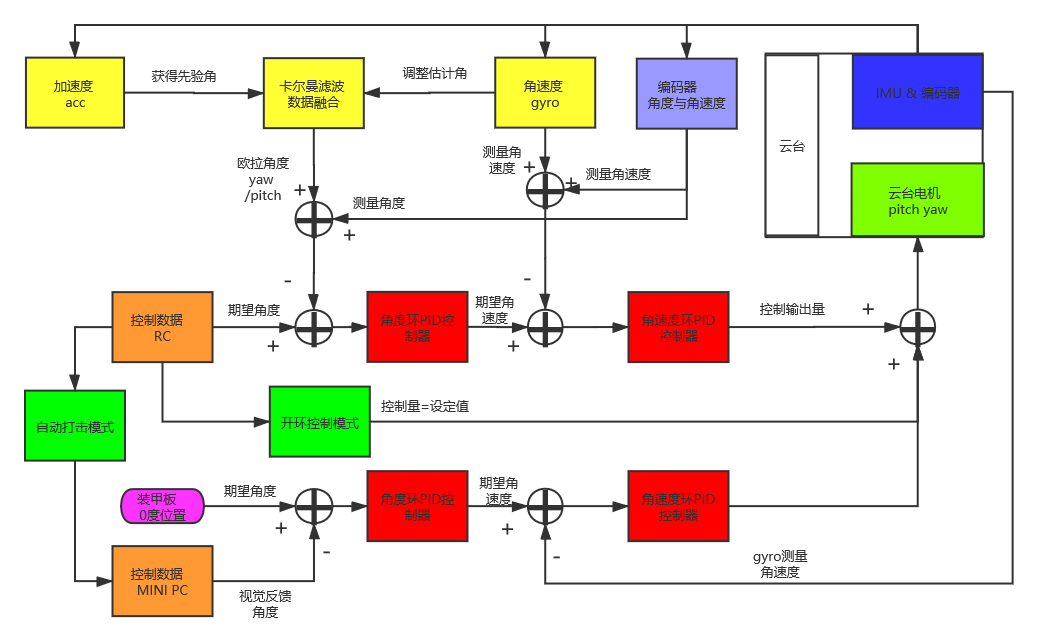 加速度
acc
获得先验角
卡尔曼滤波
数据融合
调整估计角
角速度
gyro
编码器
角度与角速度
IMU & 编码器
云台
云台电机
pitch yaw
欧拉角度
yaw
/pitch
+
测量角度
+
测量角
速度
+
+
测量角速度
-
-
控制数据
RC
期望角度
+
角度环PID控
制器
期望角
速度
+
角速度环PID
控制器
控制输出量
+
+
自动打击模式
开环控制模式
控制量=设定值
装甲板
0度位置
期望角度
+
-
角度环PID控
制器
期望角
速度
+
-
角速度环PID
控制器
控制数据
MINI PC
视觉反馈
角度
gyro测量
角速度